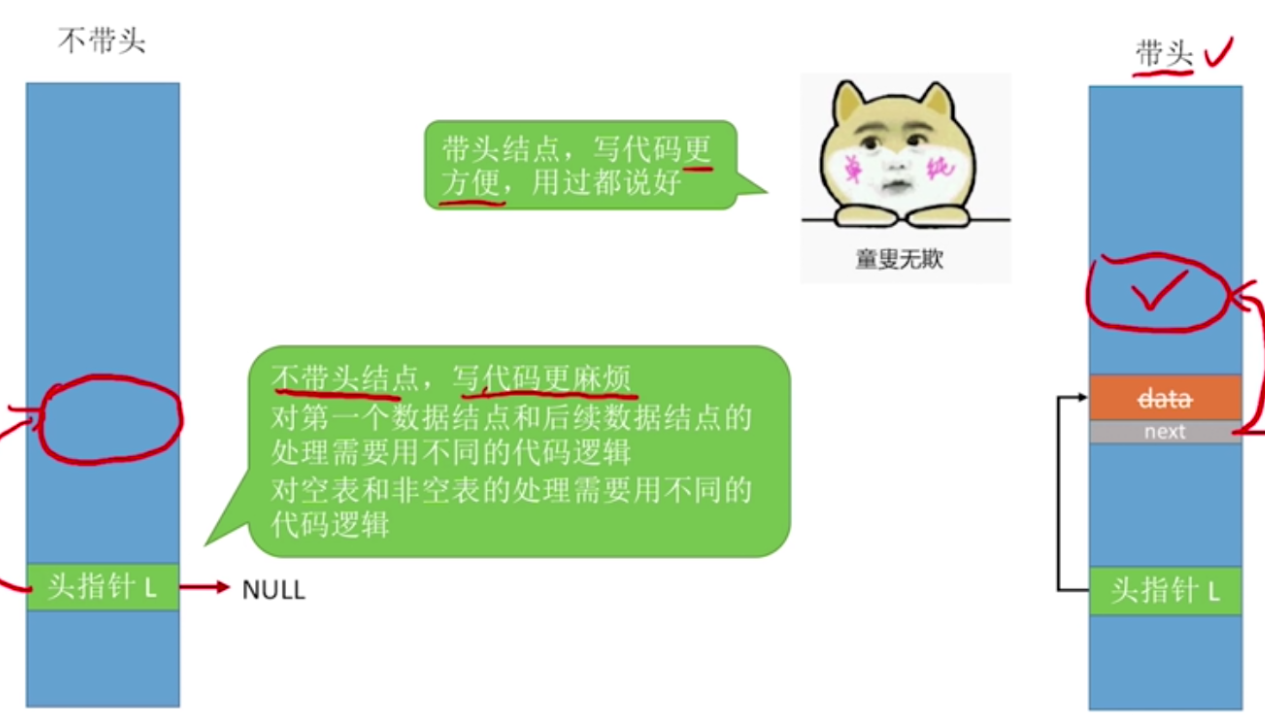 不带头
带头
带头结点，写代码更
方便，用过都说好
单 纯
童叟无欺
不带头结点，写代码更麻烦
对第一个数据结点和后续数据结点的
处理需要用不同的代码逻辑
对空表和非空表的处理需要用不同的
代码逻辑
data
next
头指针 L
NULL
头指针 L